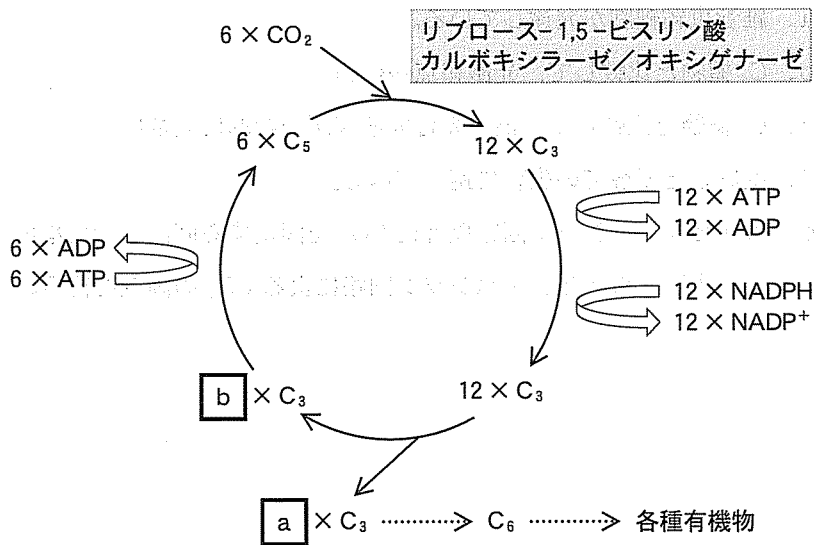 6 × CO₂
リブロース-1,5-ビスリン酸
カルボキシラーゼ/オキシゲナーゼ
6 × C₅
12 × C₃
12 × ATP
12 × ADP
6 × ADP
6 × ATP
12 × NADPH
12 × NADP⁺
b × C₃
12 × C₃
a × C₃
C₆
各種有機物